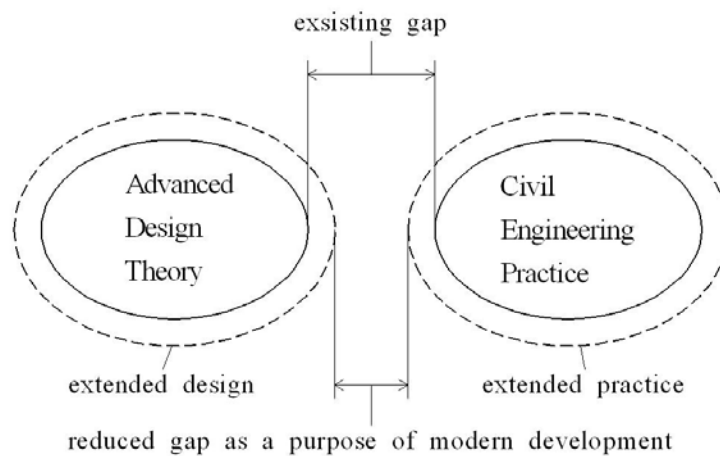 exsisting gap
Advanced
Design
Theory
Civil
Engineering
Practice
extended design
extended practice
reduced gap as a purpose of modern development